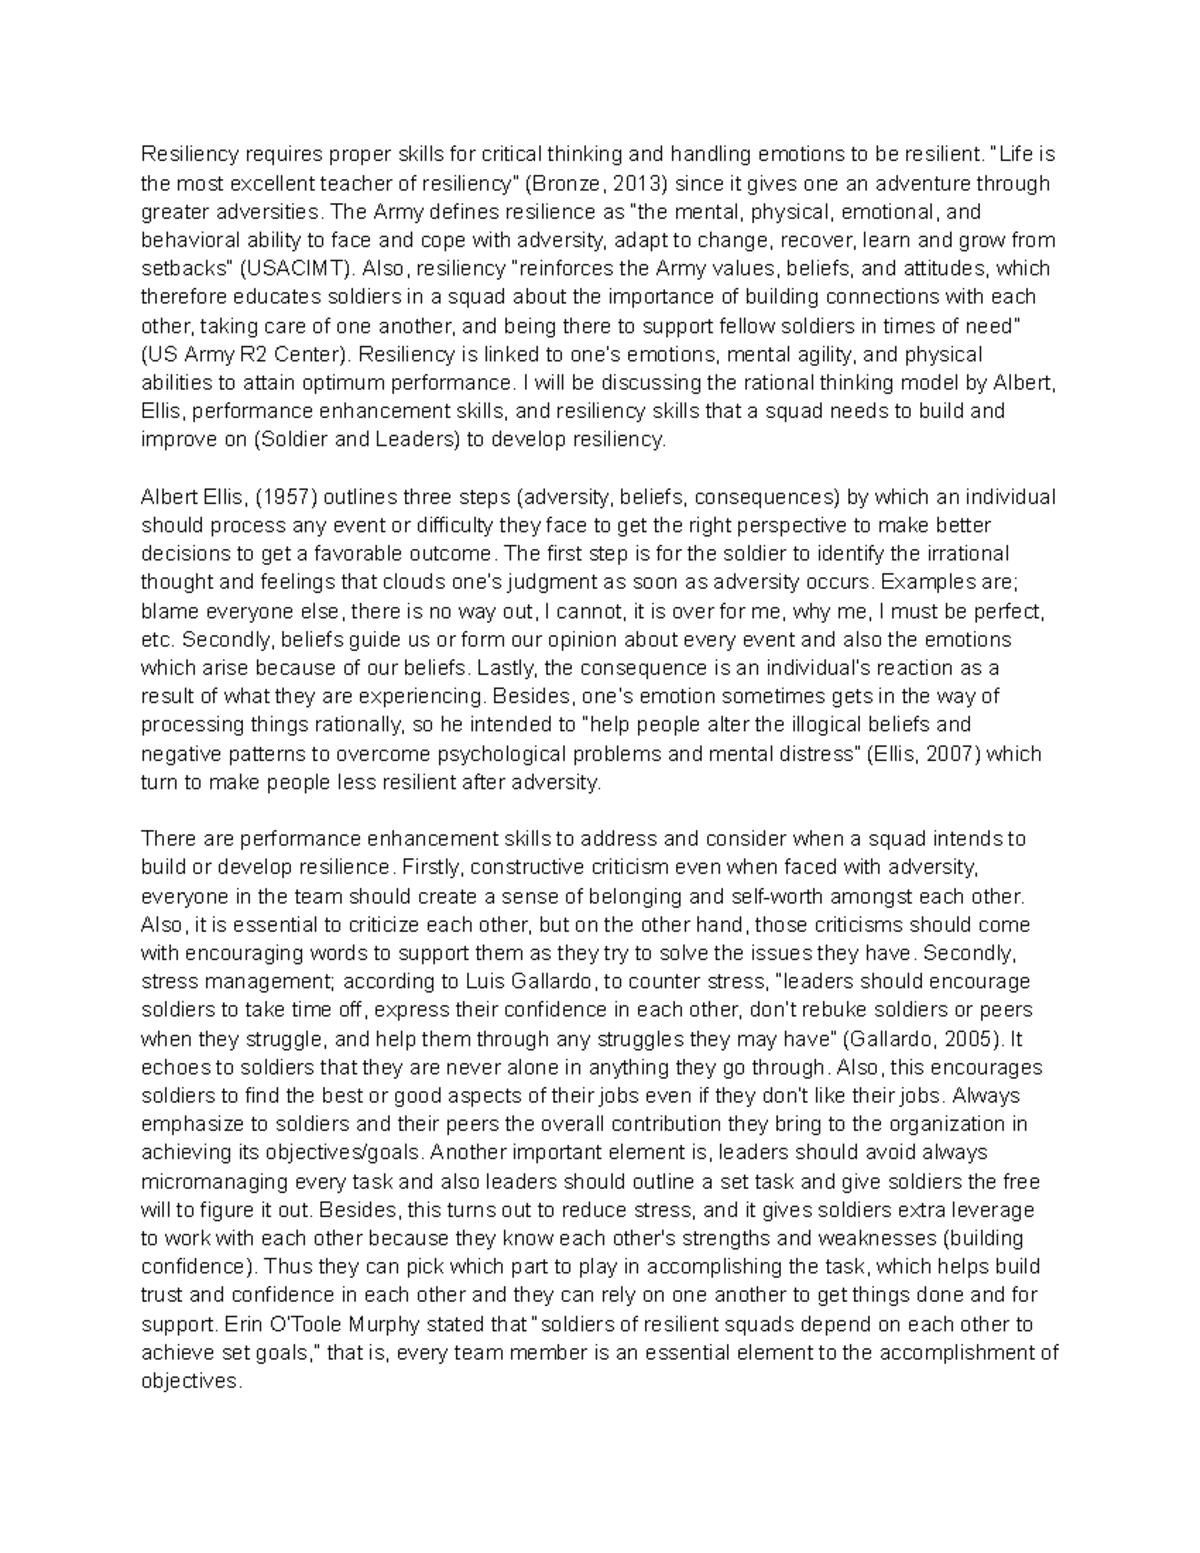 Resiliency requires proper skills for critical thinking and handling emotions to be resilient. “Life is
the most excellent teacher of resiliency” (Bronze, 2013) since it gives one an adventure through
greater adversities. The Army defines resilience as “the mental, physical, emotional, and
behavioral ability to face and cope with adversity, adapt to change, recover, learn and grow from
setbacks” (USACIMT). Also, resiliency “reinforces the Army values, beliefs, and attitudes, which
therefore educates soldiers in a squad about the importance of building connections with each
other, taking care of one another, and being there to support fellow soldiers in times of need”
(US Army R2 Center). Resiliency is linked to one’s emotions, mental agility, and physical
abilities to attain optimum performance. I will be discussing the rational thinking model by Albert,
Ellis, performance enhancement skills, and resiliency skills that a squad needs to build and
improve on (Soldier and Leaders) to develop resiliency.

Albert Ellis, (1957) outlines three steps (adversity, beliefs, consequences) by which an individual
should process any event or difficulty they face to get the right perspective to make better
decisions to get a favorable outcome. The first step is for the soldier to identify the irrational
thought and feelings that clouds one’s judgment as soon as adversity occurs. Examples are;
blame everyone else, there is no way out, I cannot, it is over for me, why me, I must be perfect,
etc. Secondly, beliefs guide us or form our opinion about every event and also the emotions
which arise because of our beliefs. Lastly, the consequence is an individual’s reaction as a
result of what they are experiencing. Besides, one’s emotion sometimes gets in the way of
processing things rationally, so he intended to “help people alter the illogical beliefs and
negative patterns to overcome psychological problems and mental distress” (Ellis, 2007) which
turn to make people less resilient after adversity.

There are performance enhancement skills to address and consider when a squad intends to
build or develop resilience. Firstly, constructive criticism even when faced with adversity,
everyone in the team should create a sense of belonging and self-worth amongst each other.
Also, it is essential to criticize each other, but on the other hand, those criticisms should come
with encouraging words to support them as they try to solve the issues they have. Secondly,
stress management; according to Luis Gallardo, to counter stress, “leaders should encourage
soldiers to take time off, express their confidence in each other, don’t rebuke soldiers or peers
when they struggle, and help them through any struggles they may have” (Gallardo, 2005). It
echoes to soldiers that they are never alone in anything they go through. Also, this encourages
soldiers to find the best or good aspects of their jobs even if they don’t like their jobs. Always
emphasize to soldiers and their peers the overall contribution they bring to the organization in
achieving its objectives/goals. Another important element is, leaders should avoid always
micromanaging every task and also leaders should outline a set task and give soldiers the free
will to figure it out. Besides, this turns out to reduce stress, and it gives soldiers extra leverage
to work with each other because they know each other's strengths and weaknesses (building
confidence). Thus they can pick which part to play in accomplishing the task, which helps build
trust and confidence in each other and they can rely on one another to get things done and for
support. Erin O’Toole Murphy stated that “soldiers of resilient squads depend on each other to
achieve set goals,” that is, every team member is an essential element to the accomplishment of
objectives.